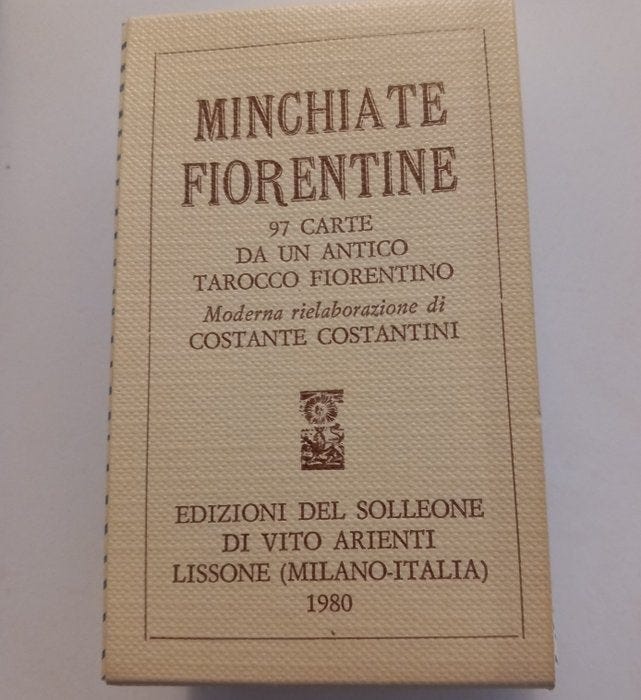 MINCHIATE
FIORENTINE
97 CARTE
DA UN ANTICO
TAROCCO FIORENTINO
Moderna rielaborazione di
COSTANTE COSTANTINI
EDIZIONI DEL SOLLEONE
DI VITO ARIENTI
LISSONE (MILANO-ITALIA)
1980